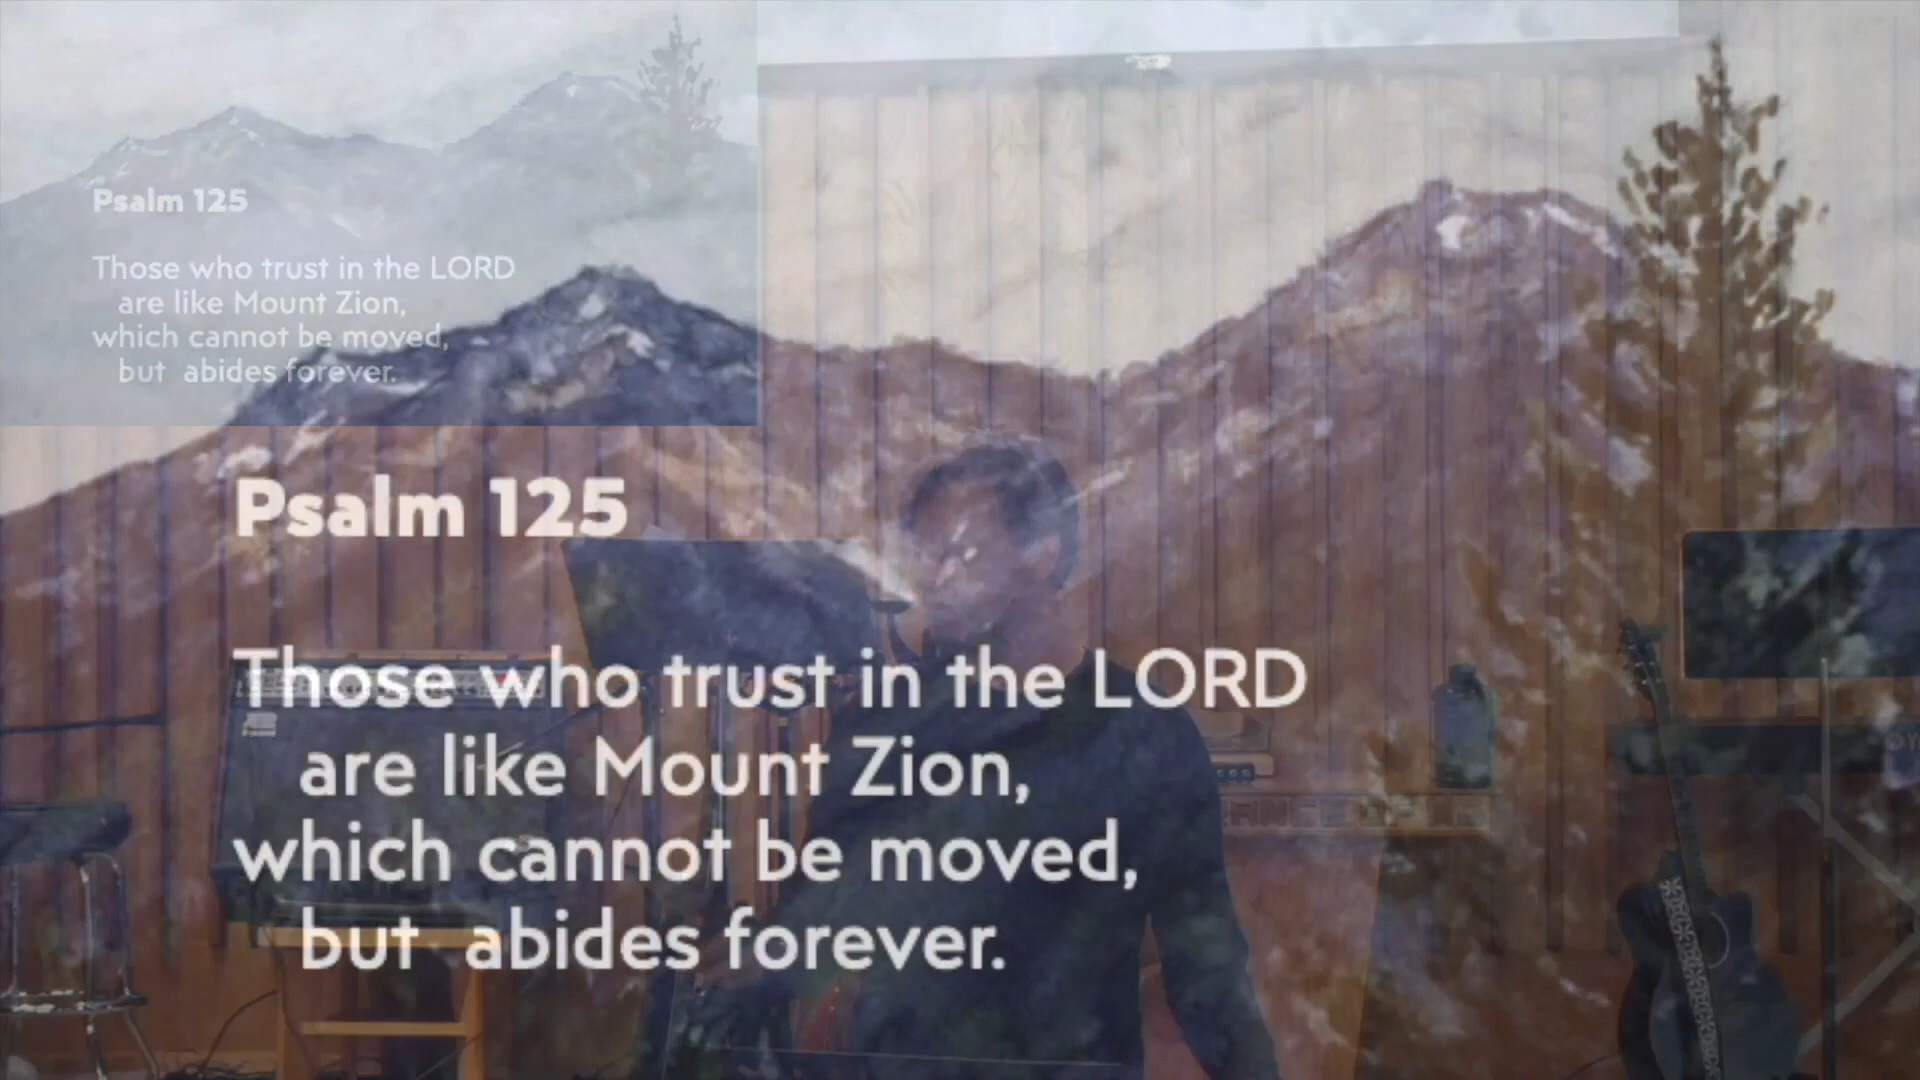 Psalm 125
Those who trust in the LORD
are like Mount Zion,
which cannot be moved,
but abides forever.
Psalm 125
Those who trust in the LORD
are like Mount Zion,
which cannot be moved,
but abides forever.